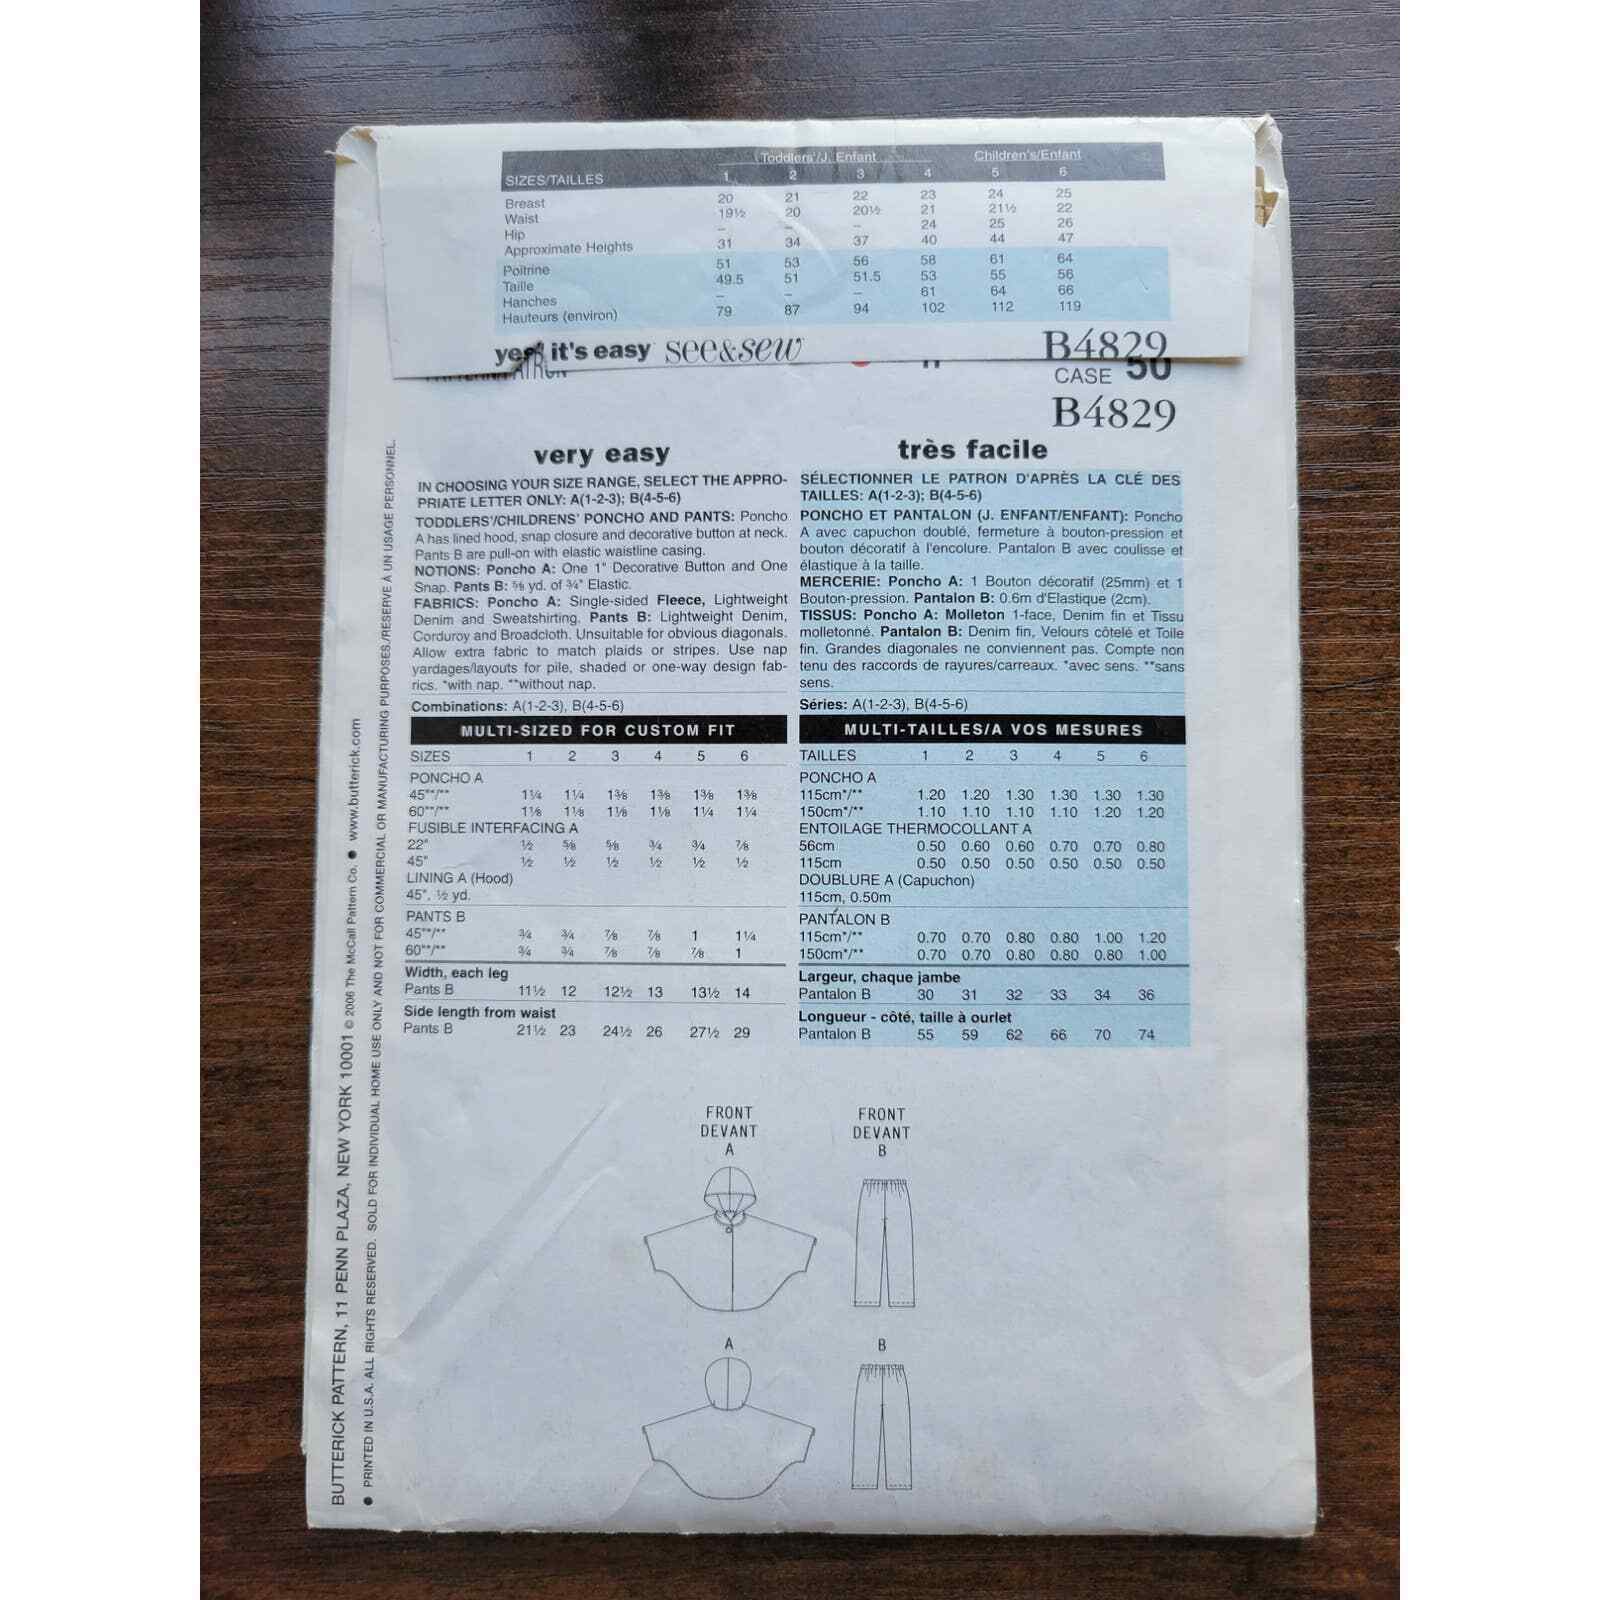 Toddlers'/J. Enfant Children's/Enfant
SIZES/TAILLES 1 2 3 4 5 6
Breast 20 21 22 23 24 25
Waist 19½ 20 20½ 21 21½ 22
Hip – – – 24 25 26
Approximate Heights 31 34 37 40 44 47
Poitrine 51 53 56 58 61 64
Taille 49.5 51 51.5 53 55 56
Hanches – – – 61 64 66
Hauteurs (environ) 79 87 94 102 112 119
yes! it's easy see&sew B4829
CASE 50
B4829
very easy
IN CHOOSING YOUR SIZE RANGE, SELECT THE APPRO-
PRIATE LETTER ONLY: A(1-2-3); B(4-5-6)
TODDLERS'/CHILDRENS' PONCHO AND PANTS: Poncho
A has lined hood, snap closure and decorative button at neck.
Pants B are pull-on with elastic waistline casing.
NOTIONS: Poncho A: One 1" Decorative Button and One
Snap. Pants B: ⅝ yd. of ¾" Elastic.
FABRICS: Poncho A: Single-sided Fleece, Lightweight
Denim and Sweatshirting. Pants B: Lightweight Denim,
Corduroy and Broadcloth. Unsuitable for obvious diagonals.
Allow extra fabric to match plaids or stripes. Use nap
yardages/layouts for pile, shaded or one-way design fab-
rics. *with nap. **without nap.
Combinations: A(1-2-3), B(4-5-6)
MULTI-SIZED FOR CUSTOM FIT
SIZES 1 2 3 4 5 6
PONCHO A
45"*/** 1¼ 1¼ 1⅜ 1⅜ 1⅜ 1⅜
60"*/** 1⅛ 1⅛ 1⅛ 1⅛ 1¼ 1¼
FUSIBLE INTERFACING A
22" ½ ⅝ ⅝ ¾ ¾ ⅞
45" ½ ½ ½ ½ ½ ½
LINING A (Hood)
45", ½ yd.
PANTS B
45"*/** ¾ ¾ ⅞ ⅞ 1 1¼
60"*/** ¾ ¾ ⅞ ⅞ ⅞ 1
Width, each leg
Pants B 11½ 12 12½ 13 13½ 14
Side length from waist
Pants B 21½ 23 24½ 26 27½ 29
très facile
SÉLECTIONNER LE PATRON D'APRÈS LA CLÉ DES
TAILLES: A(1-2-3); B(4-5-6)
PONCHO ET PANTALON (J. ENFANT/ENFANT): Poncho
A avec capuchon doublé, fermeture à bouton-pression et
bouton décoratif à l'encolure. Pantalon B avec coulisse et
élastique à la taille.
MERCERIE: Poncho A: 1 Bouton décoratif (25mm) et 1
Bouton-pression. Pantalon B: 0.6m d'Elastique (2cm).
TISSUS: Poncho A: Molleton 1-face, Denim fin et Tissu
molletonné. Pantalon B: Denim fin, Velours côtelé et Toile
fin. Grandes diagonales ne conviennent pas. Compte non
tenu des raccords de rayures/carreaux. *avec sens. **sans
sens.
Séries: A(1-2-3), B(4-5-6)
MULTI-TAILLES/A VOS MESURES
TAILLES 1 2 3 4 5 6
PONCHO A
115cm*/** 1.20 1.20 1.30 1.30 1.30 1.30
150cm*/** 1.10 1.10 1.10 1.10 1.20 1.20
ENTOILAGE THERMOCOLLANT A
56cm 0.50 0.60 0.60 0.70 0.70 0.80
115cm 0.50 0.50 0.50 0.50 0.50 0.50
DOUBLURE A (Capuchon)
115cm, 0.50m
PANTALON B
115cm*/** 0.70 0.70 0.80 0.80 1.00 1.20
150cm*/** 0.70 0.70 0.80 0.80 0.80 1.00
Largeur, chaque jambe
Pantalon B 30 31 32 33 34 36
Longueur - côté, taille à ourlet
Pantalon B 55 59 62 66 70 74
FRONT FRONT
DEVANT DEVANT
A B
A B
BUTTERICK PATTERN, 11 PENN PLAZA, NEW YORK 10001 © 2006 The McCall Pattern Co. ● www.butterick.com
● PRINTED IN U.S.A. ALL RIGHTS RESERVED. SOLD FOR INDIVIDUAL HOME USE ONLY AND NOT FOR COMMERCIAL OR MANUFACTURING PURPOSES./RESERVE À UN USAGE PERSONNEL.